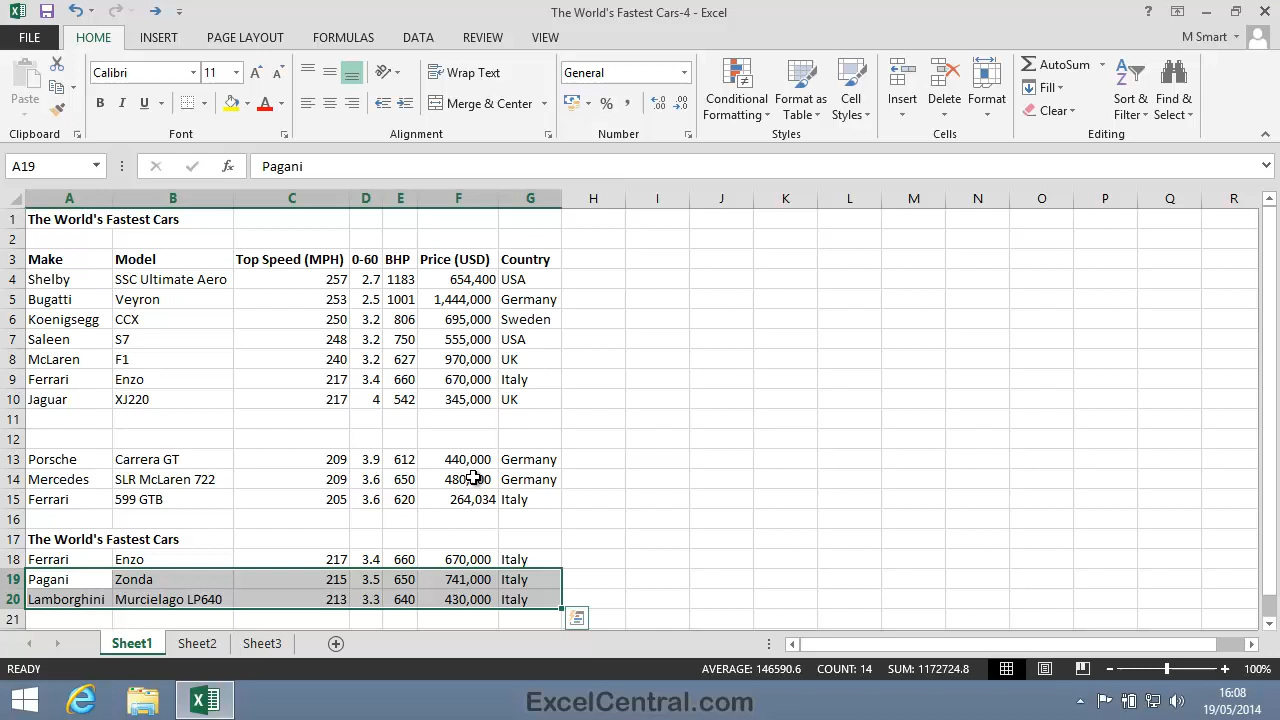 The World's Fastest Cars-4 - Excel
?
FILE HOME INSERT PAGE LAYOUT FORMULAS DATA REVIEW VIEW M Smart
Calibri 11 Wrap Text General AutoSum
Paste B I U Merge & Center % , Conditional Formatting Format as Table Cell Styles Insert Delete Format Fill Clear Sort & Filter Find & Select
Clipboard Font Alignment Number Styles Cells Editing
A19 fx Pagani
A B C D E F G H I J K L M N O P Q R
1 The World's Fastest Cars
2
3 Make Model Top Speed (MPH) 0-60 BHP Price (USD) Country
4 Shelby SSC Ultimate Aero 257 2.7 1183 654,400 USA
5 Bugatti Veyron 253 2.5 1001 1,444,000 Germany
6 Koenigsegg CCX 250 3.2 806 695,000 Sweden
7 Saleen S7 248 3.2 750 555,000 USA
8 McLaren F1 240 3.2 627 970,000 UK
9 Ferrari Enzo 217 3.4 660 670,000 Italy
10 Jaguar XJ220 217 4 542 345,000 UK
11
12
13 Porsche Carrera GT 209 3.9 612 440,000 Germany
14 Mercedes SLR McLaren 722 209 3.6 650 Germany
15 Ferrari 599 GTB 205 3.6 620 264,034 Italy
16
17 The World's Fastest Cars
18 Ferrari Enzo 217 3.4 660 670,000 Italy
19 Pagani Zonda 215 3.5 650 741,000 Italy
20 Lamborghini Murcielago LP640 213 3.3 640 430,000 Italy
21
Sheet1 Sheet2 Sheet3
READY AVERAGE: 146590.6 COUNT: 14 SUM: 1172724.8 100%
ExcelCentral.com
16:08
19/05/2014